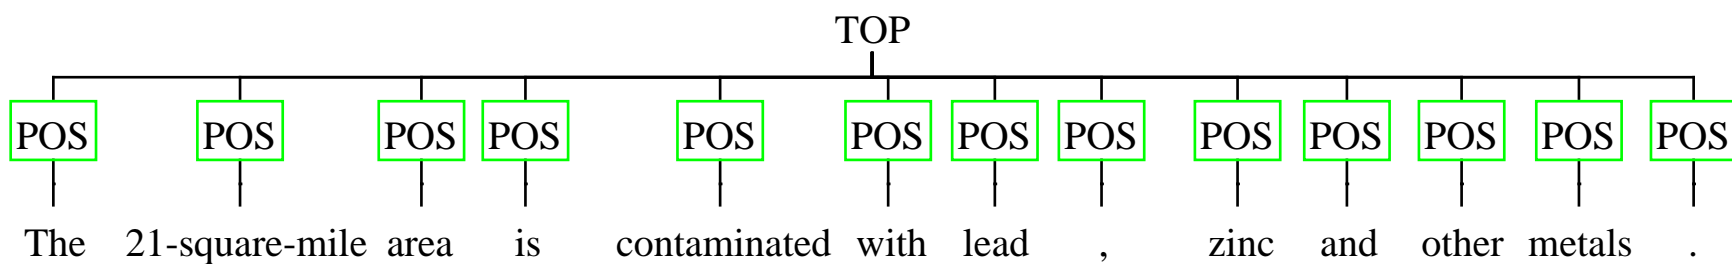 TOP
POS POS POS POS POS POS POS POS POS POS POS POS POS
The 21-square-mile area is contaminated with lead , zinc and other metals .